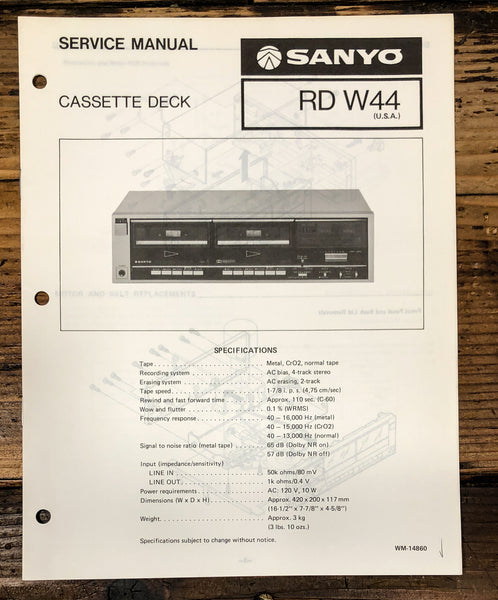 SERVICE MANUAL
SANYO
CASSETTE DECK
RD W44
(U.S.A.)
SANYO
MOTOR AND BELT REPLACEMENTS
SPECIFICATIONS
Tape . . . Metal, CrO2, normal tape
Recording system . . . AC bias, 4-track stereo
Erasing system . . . AC erasing, 2-track
Tape speed . . . 1-7/8 i. p. s. (4,75 cm/sec)
Rewind and fast forward time . . . Approx. 110 sec. (C-60)
Wow and flutter . . . 0.1 % (WRMS)
Frequency response . . . 40 – 16,000 Hz (metal)
40 – 15,000 Hz (CrO2)
40 – 13,000 Hz (normal)
Signal to noise ratio (metal tape) . . . 65 dB (Dolby NR on)
57 dB (Dolby NR off)
Input (impedance/sensitivity)
LINE IN . . . 50k ohms/80 mV
LINE OUT . . . 1k ohms/0.4 V
Power requirements . . . AC: 120 V, 10 W
Dimensions (W x D x H) . . . Approx. 420 x 200 x 117 mm
(16-1/2" x 7-7/8" x 4-5/8")
Weight . . . Approx. 3 kg
(3 lbs. 10 ozs.)
Specifications subject to change without notice.
WM-14860